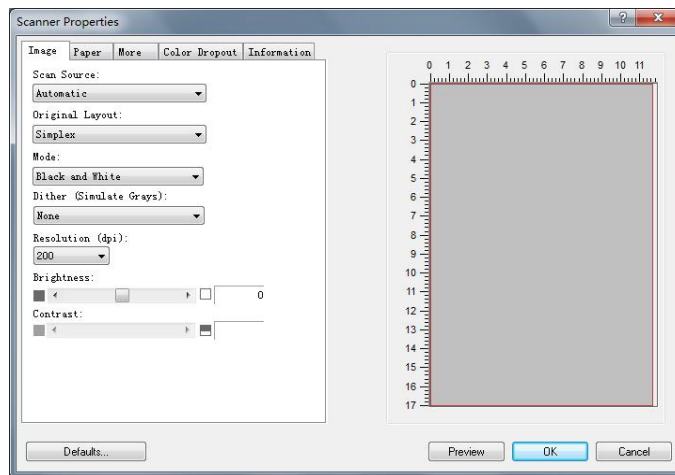 Scanner Properties
Image Paper More Color Dropout Information
Scan Source:
Automatic
Original Layout:
Simplex
Mode:
Black and White
Dither (Simulate Grays):
None
Resolution (dpi):
200
Brightness:
0
Contrast:
0 1 2 3 4 5 6 7 8 9 10 11
0
1
2
3
4
5
6
7
8
9
10
11
12
13
14
15
16
17
Defaults... Preview OK Cancel